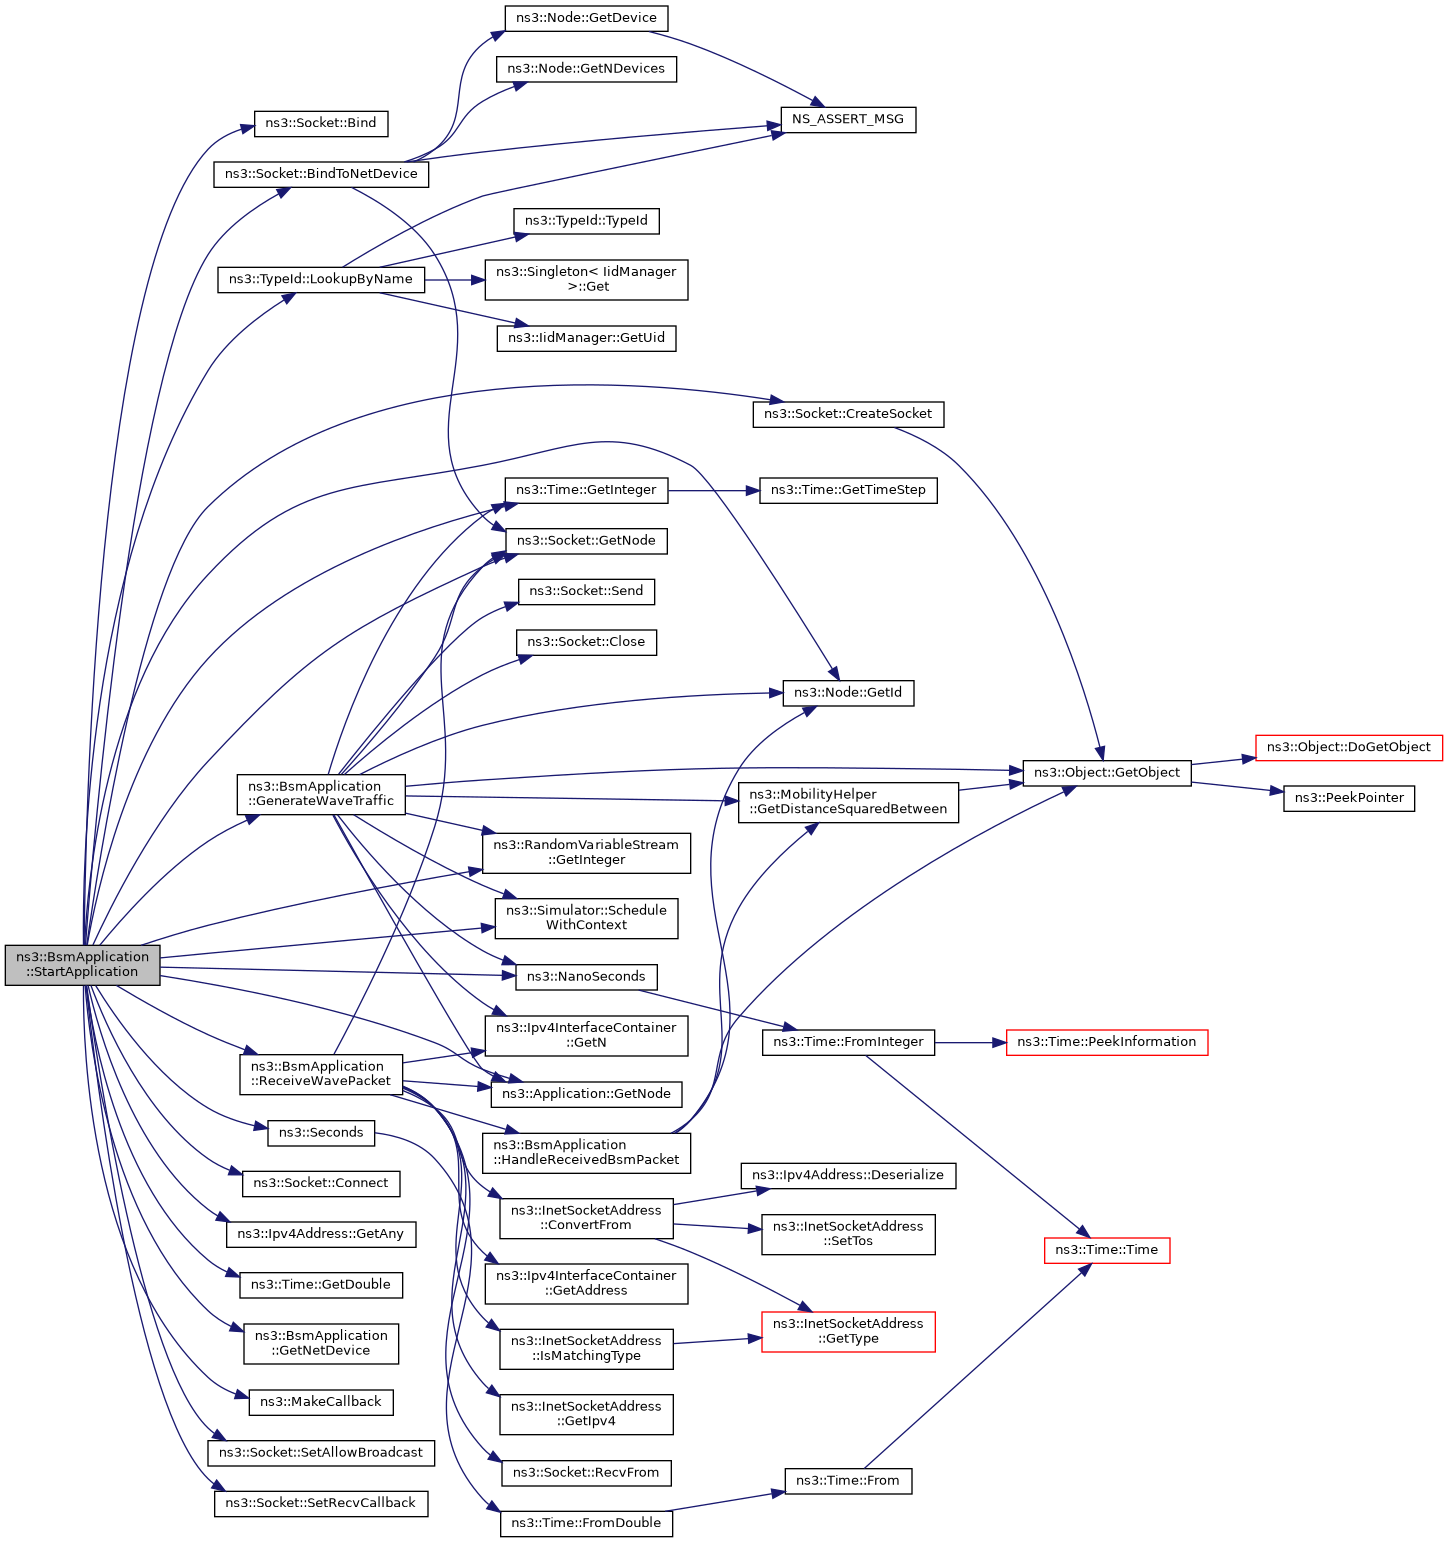 ns3::Node::GetDevice
ns3::Node::GetNDevices
NS_ASSERT_MSG
ns3::Socket::Bind
ns3::Socket::BindToNetDevice
ns3::TypeId::TypeId
ns3::TypeId::LookupByName
ns3::Singleton< IidManager
>::Get
ns3::IidManager::GetUid
ns3::Socket::CreateSocket
ns3::Time::GetInteger
ns3::Time::GetTimeStep
ns3::Socket::GetNode
ns3::Socket::Send
ns3::Socket::Close
ns3::Node::GetId
ns3::Object::DoGetObject
ns3::Object::GetObject
ns3::PeekPointer
ns3::BsmApplication
::GenerateWaveTraffic
ns3::MobilityHelper
::GetDistanceSquaredBetween
ns3::RandomVariableStream
::GetInteger
ns3::Simulator::Schedule
WithContext
ns3::BsmApplication
::StartApplication
ns3::NanoSeconds
ns3::Ipv4InterfaceContainer
::GetN
ns3::Time::FromInteger
ns3::Time::PeekInformation
ns3::BsmApplication
::ReceiveWavePacket
ns3::Application::GetNode
ns3::Seconds
ns3::BsmApplication
::HandleReceivedBsmPacket
ns3::Socket::Connect
ns3::Ipv4Address::Deserialize
ns3::InetSocketAddress
::ConvertFrom
ns3::InetSocketAddress
::SetTos
ns3::Ipv4Address::GetAny
ns3::Time::Time
ns3::Time::GetDouble
ns3::Ipv4InterfaceContainer
::GetAddress
ns3::InetSocketAddress
::GetType
ns3::BsmApplication
::GetNetDevice
ns3::InetSocketAddress
::IsMatchingType
ns3::MakeCallback
ns3::InetSocketAddress
::GetIpv4
ns3::Socket::SetAllowBroadcast
ns3::Socket::RecvFrom
ns3::Time::From
ns3::Socket::SetRecvCallback
ns3::Time::FromDouble